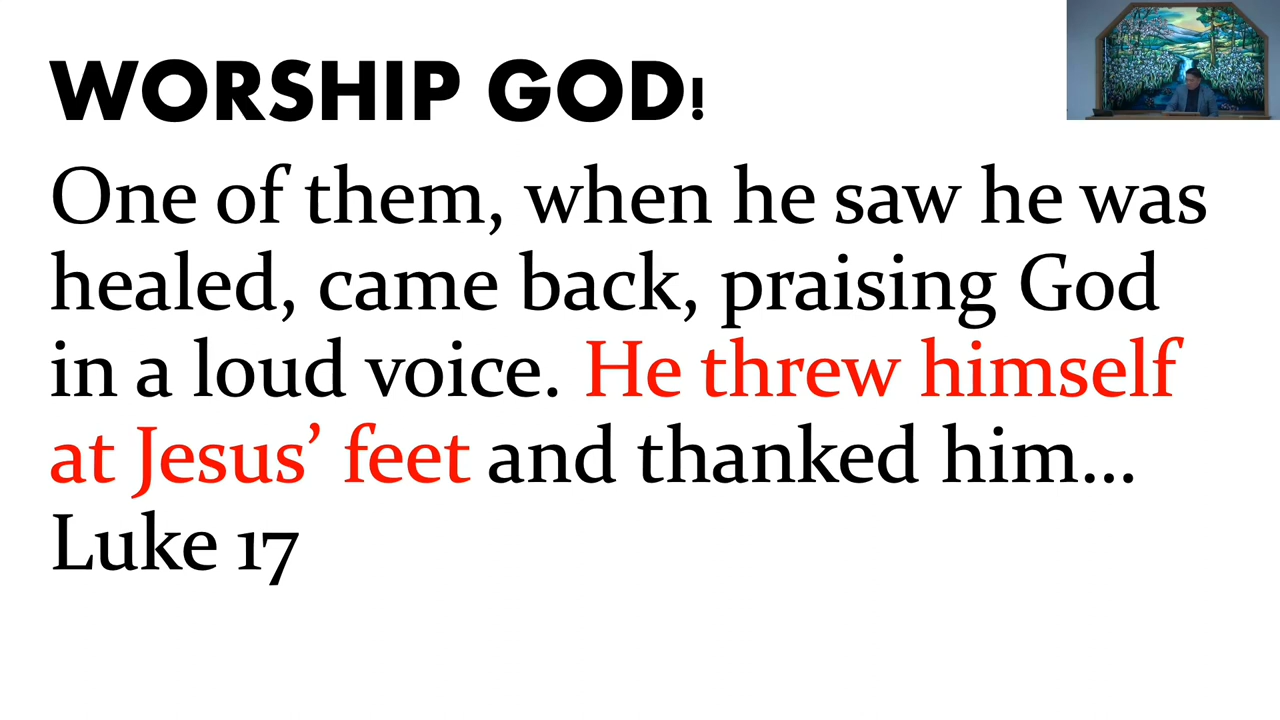 WORSHIP GOD!
One of them, when he saw he was
healed, came back, praising God
in a loud voice. He threw himself
at Jesus’ feet and thanked him...
Luke 17